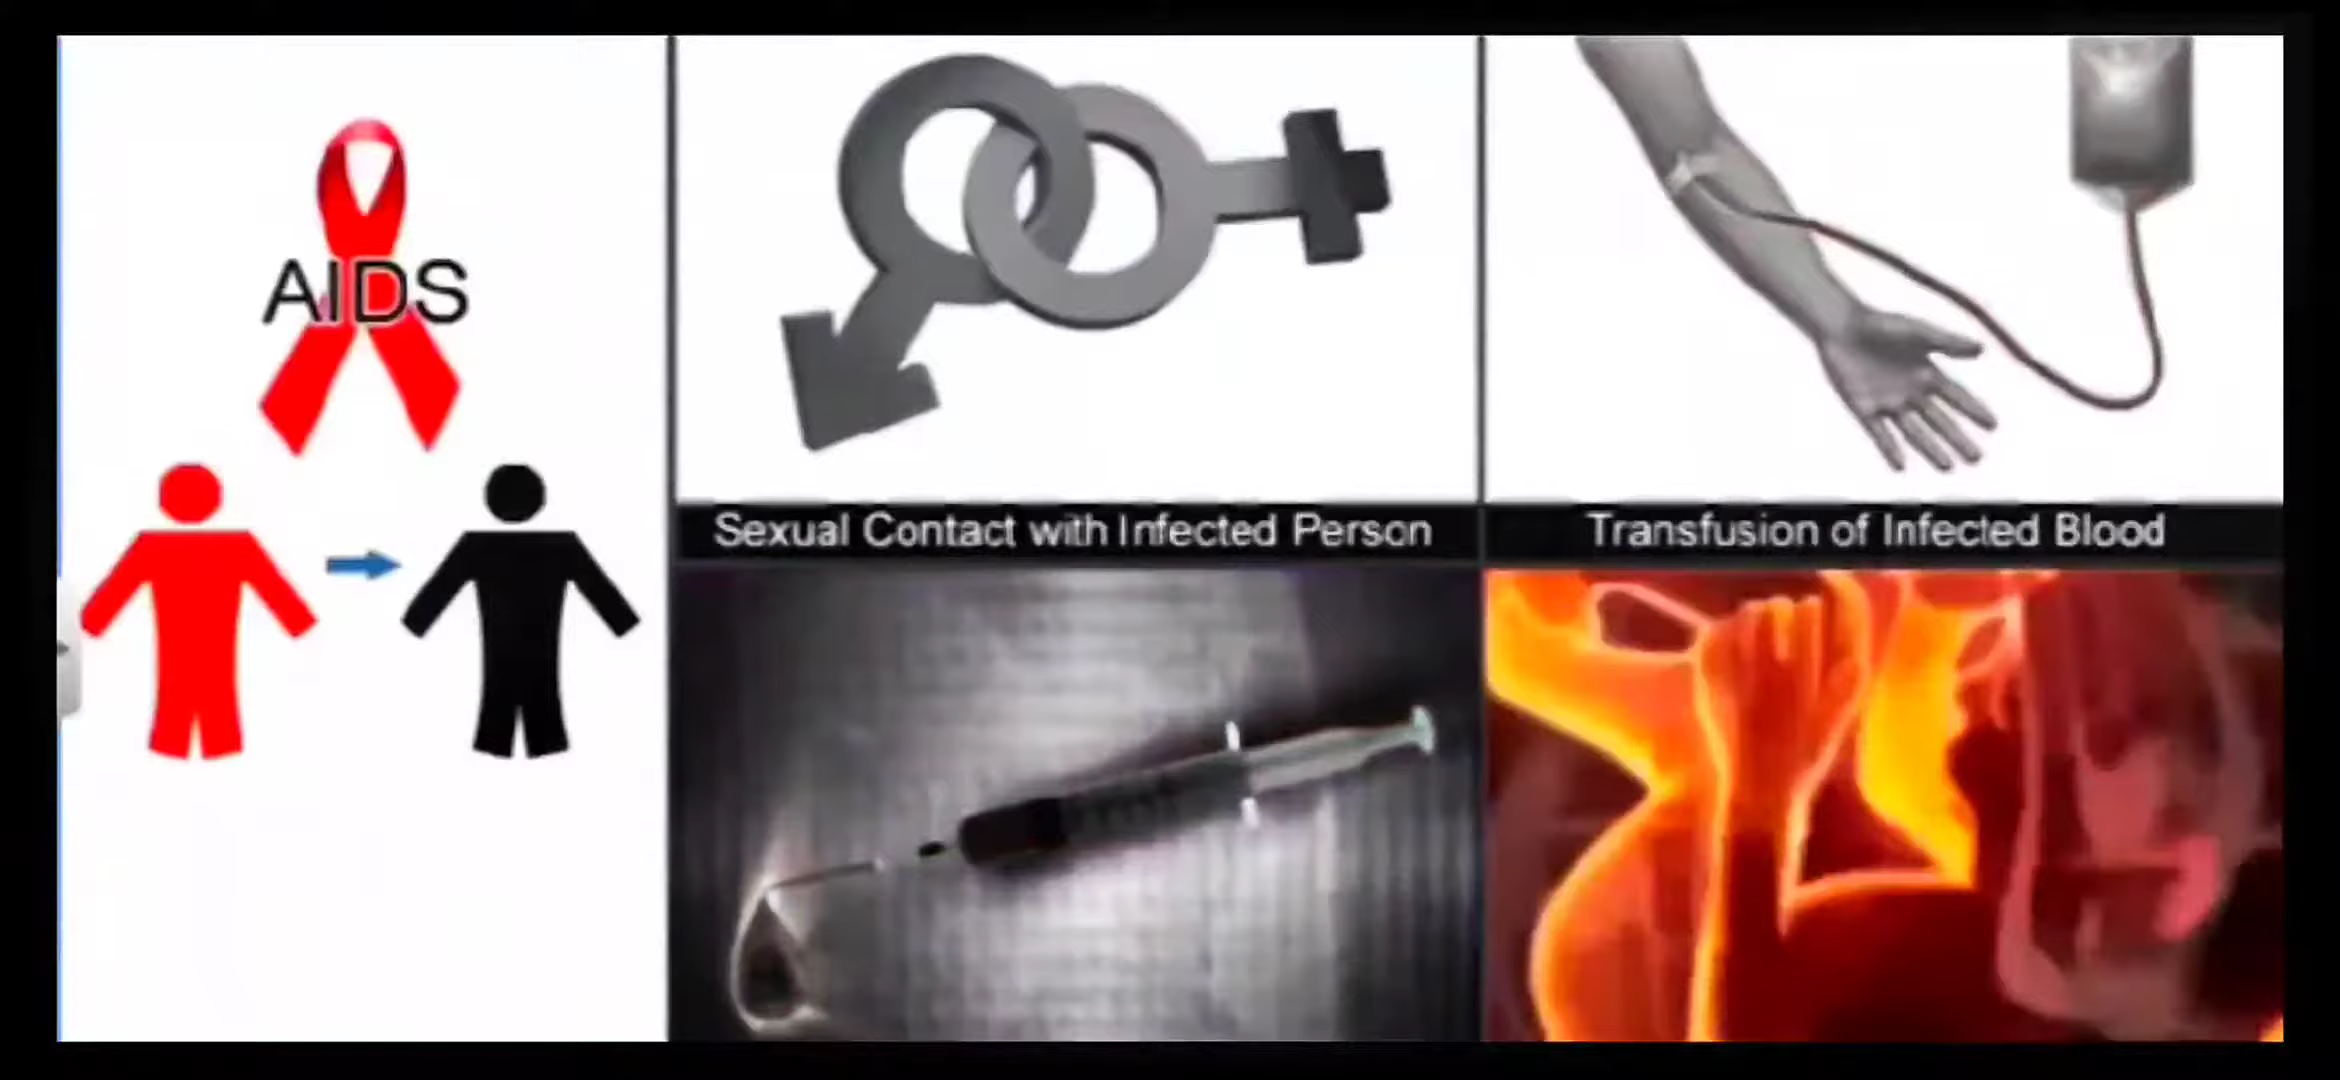 AIDS
Sexual Contact with Infected Person
Transfusion of Infected Blood